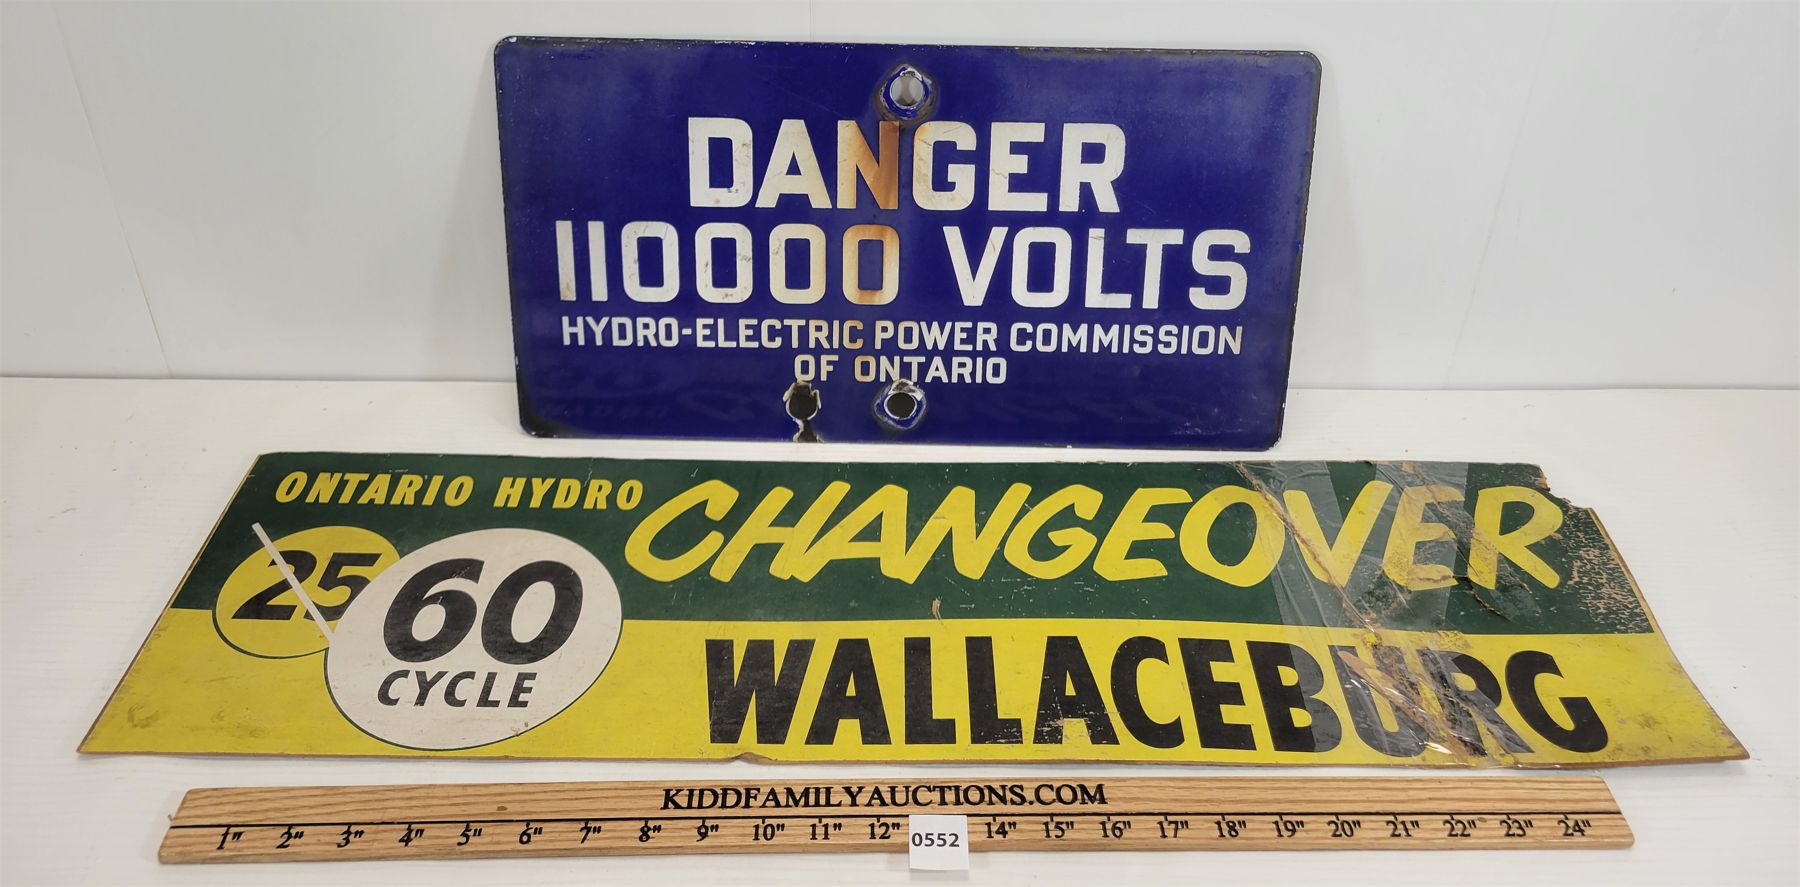 DANGER
110000 VOLTS
HYDRO-ELECTRIC POWER COMMISSION
OF ONTARIO
ONTARIO HYDRO
CHANGEOVER
25
60
CYCLE
WALLACEBURG
KIDDFAMILYAUCTIONS.COM
1" 2" 3" 4" 5" 6" 7" 8" 9" 10" 11" 12" 14" 15" 16" 17" 18" 19" 20" 21" 22" 23" 24"
0552